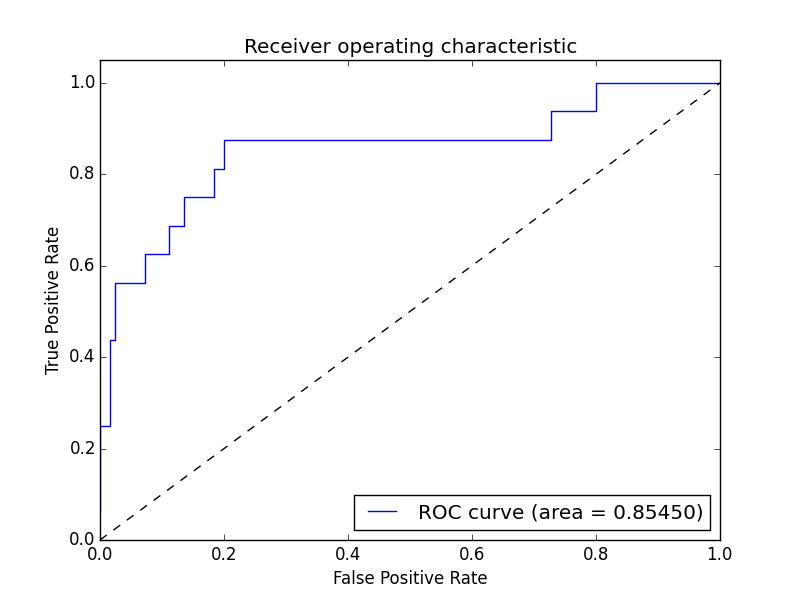 Receiver operating characteristic
1.0
0.8
0.6
0.4
0.2
0.0
True Positive Rate
ROC curve (area = 0.85450)
0.0 0.2 0.4 0.6 0.8 1.0
False Positive Rate